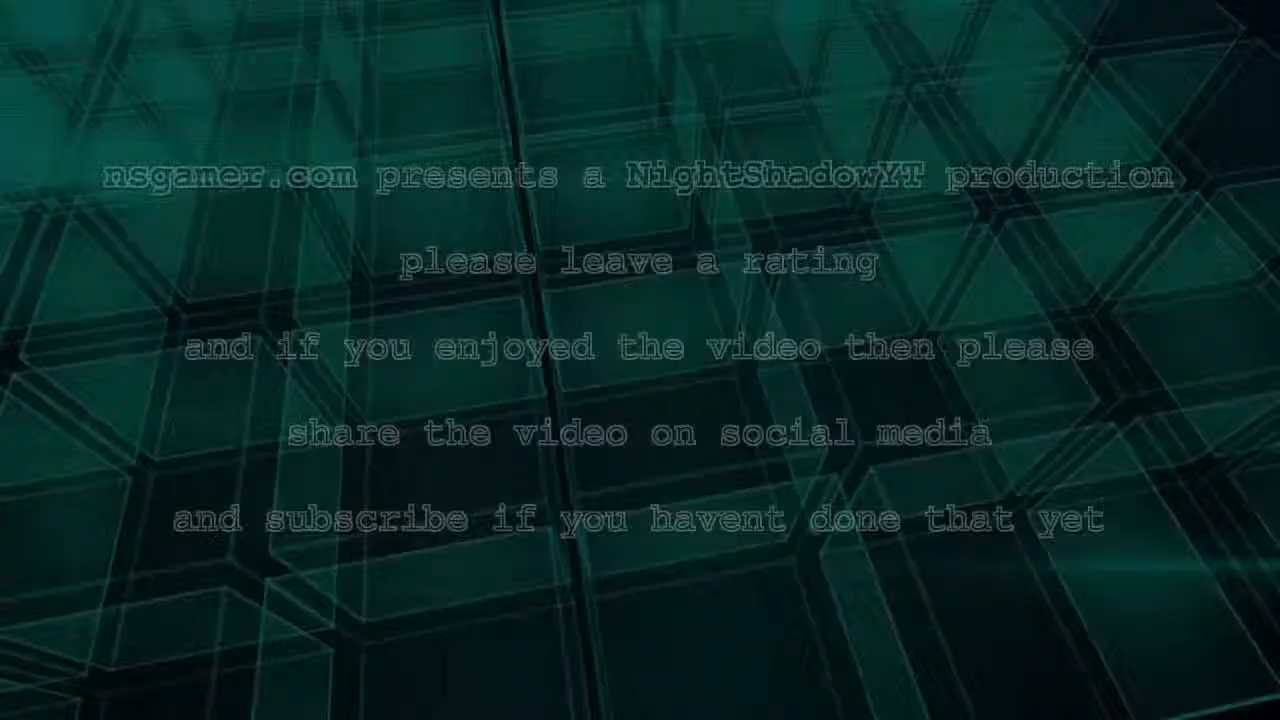 nsgamer.com presents a NightShadowYT production
please leave a rating
and if you enjoyed the video then please
share the video on social media
and subscribe if you havent done that yet